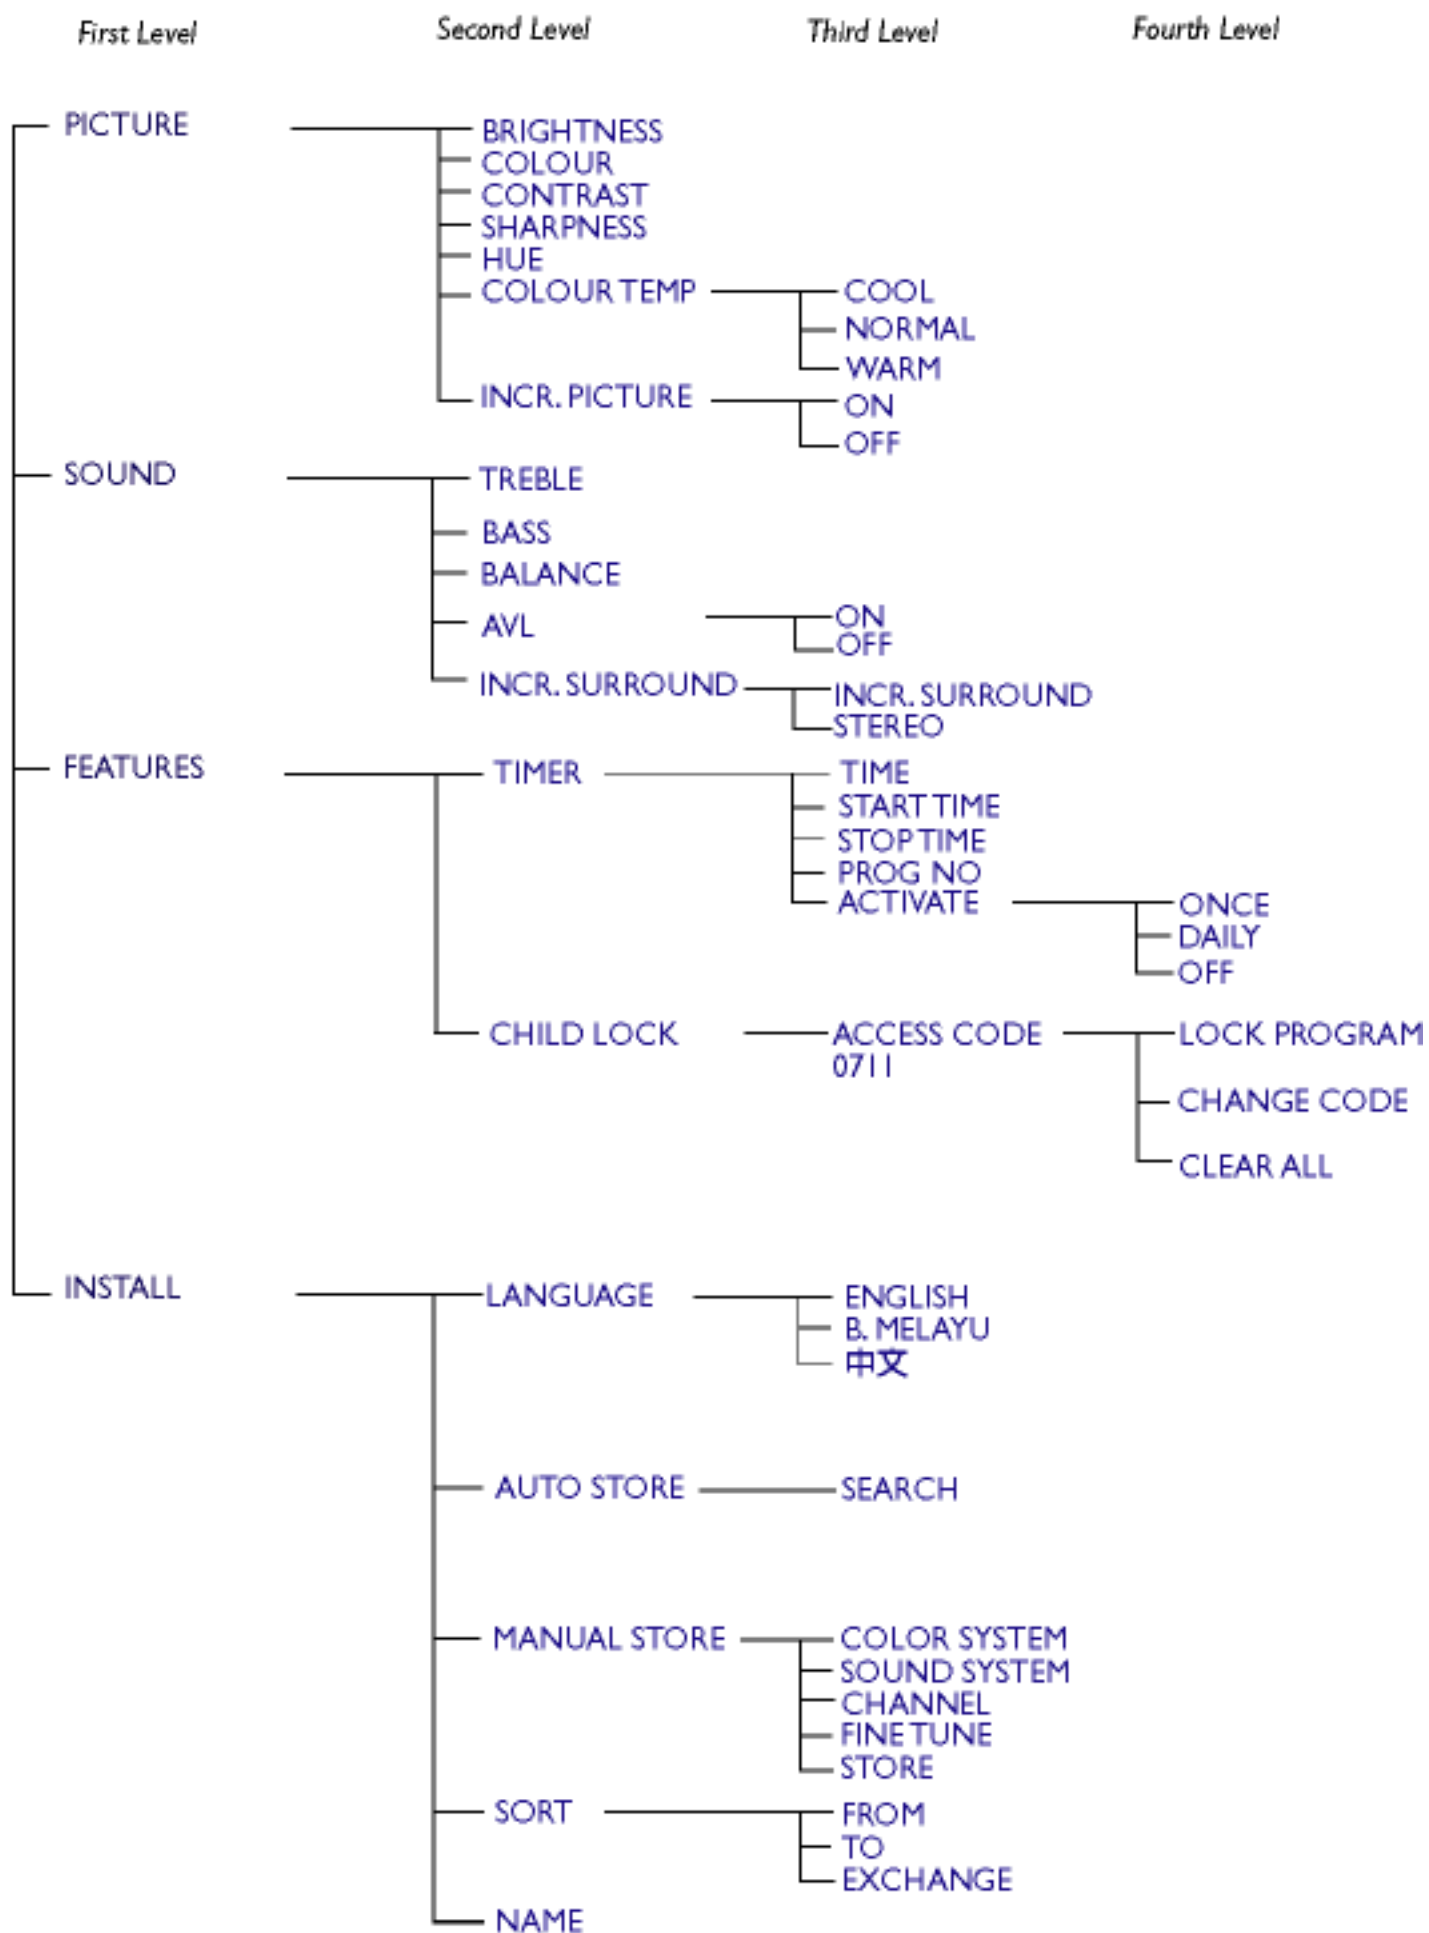 First Level Second Level Third Level Fourth Level
PICTURE BRIGHTNESS
COLOUR
CONTRAST
SHARPNESS
HUE
COLOUR TEMP COOL
NORMAL
WARM
INCR. PICTURE ON
OFF
SOUND TREBLE
BASS
BALANCE
AVL ON
OFF
INCR. SURROUND INCR. SURROUND
STEREO
FEATURES TIMER TIME
START TIME
STOP TIME
PROG NO
ACTIVATE ONCE
DAILY
OFF
CHILD LOCK ACCESS CODE LOCK PROGRAM
0711
CHANGE CODE
CLEAR ALL
INSTALL LANGUAGE ENGLISH
B. MELAYU
中文
AUTO STORE SEARCH
MANUAL STORE COLOR SYSTEM
SOUND SYSTEM
CHANNEL
FINE TUNE
STORE
SORT FROM
TO
EXCHANGE
NAME